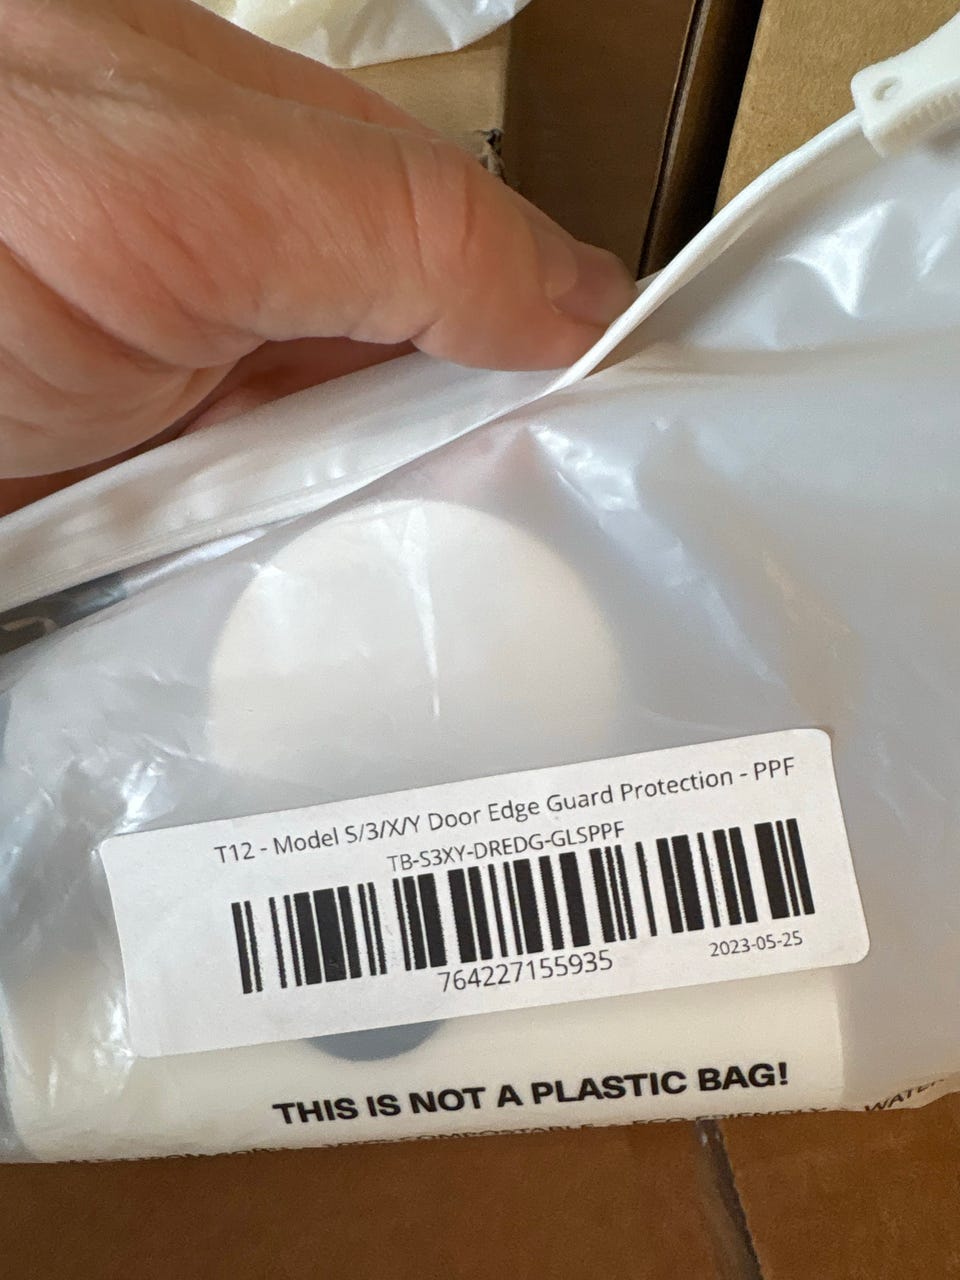 T12 - Model S/3/X/Y Door Edge Guard Protection - PPF
TB-S3XY-DREDG-GLSPPF
764227155935
2023-05-25
THIS IS NOT A PLASTIC BAG!